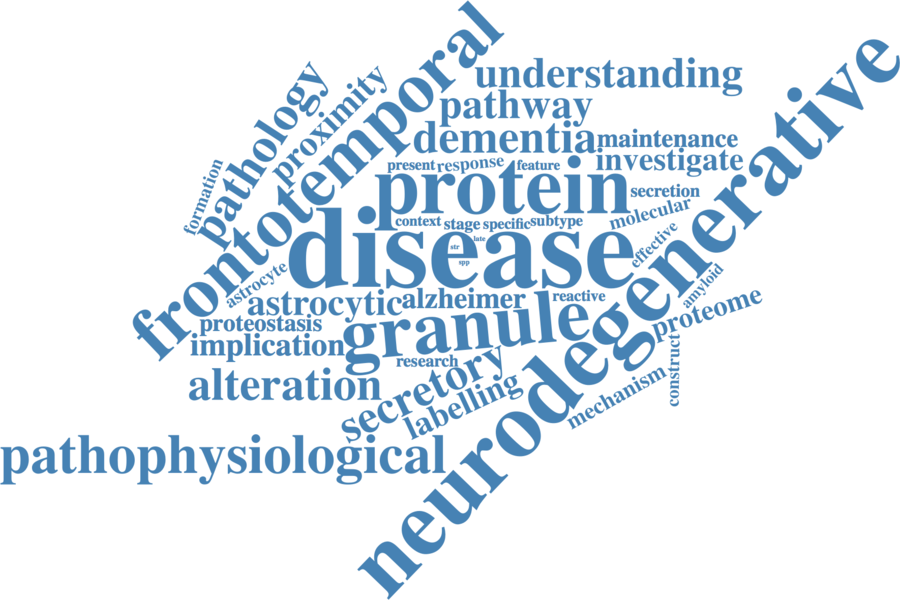 frontotemporal
understanding
neurodegenerative
pathology
proximity
pathway
dementia
maintenance
investigate
present
response
feature
formation
protein
secretion
molecular
context
stage
specific
subtype
late
str
spp
disease
effective
astrocyte
amyloid
astrocytic
alzheimer
reactive
proteostasis
granule
proteome
implication
research
construct
alteration
secretory
labelling
mechanism
pathophysiological